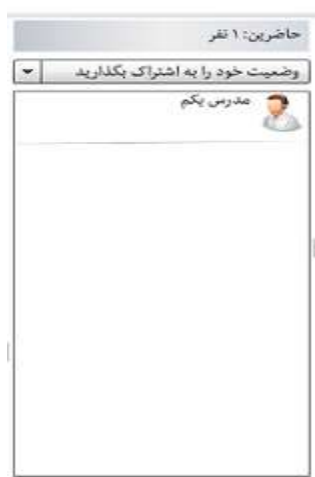 حاضرین: ۱ نفر
وضعیت خود را به اشتراک بگذارید
مدرس یکم